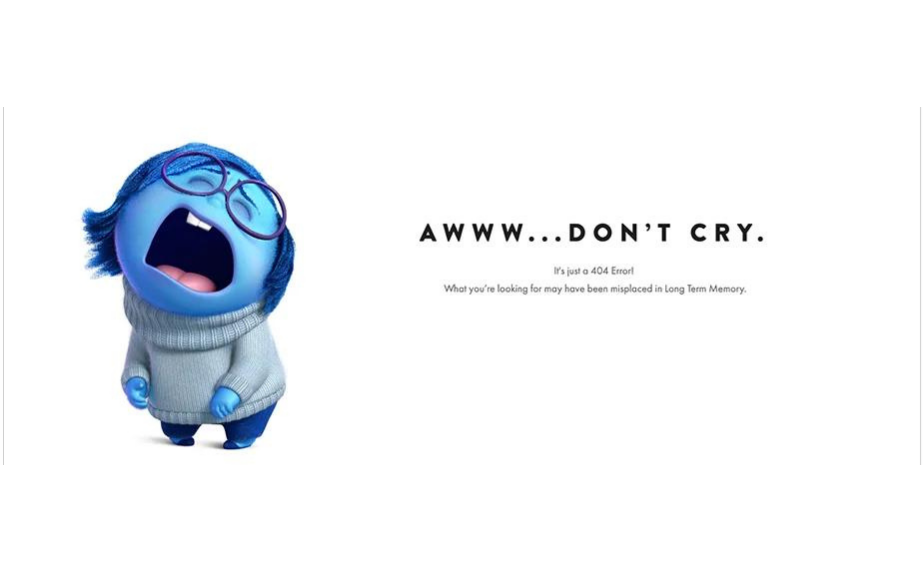 AWWW...DON'T CRY.
It's just a 404 Error!
What you're looking for may have been misplaced in Long Term Memory.